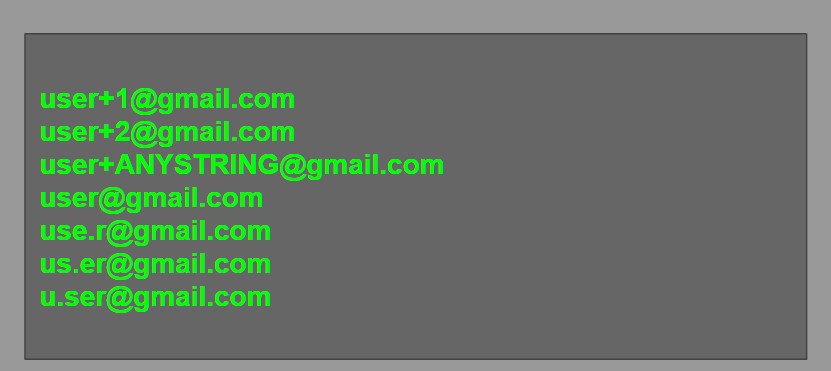 user+1@gmail.com
user+2@gmail.com
user+ANYSTRING@gmail.com
user@gmail.com
use.r@gmail.com
us.er@gmail.com
u.ser@gmail.com